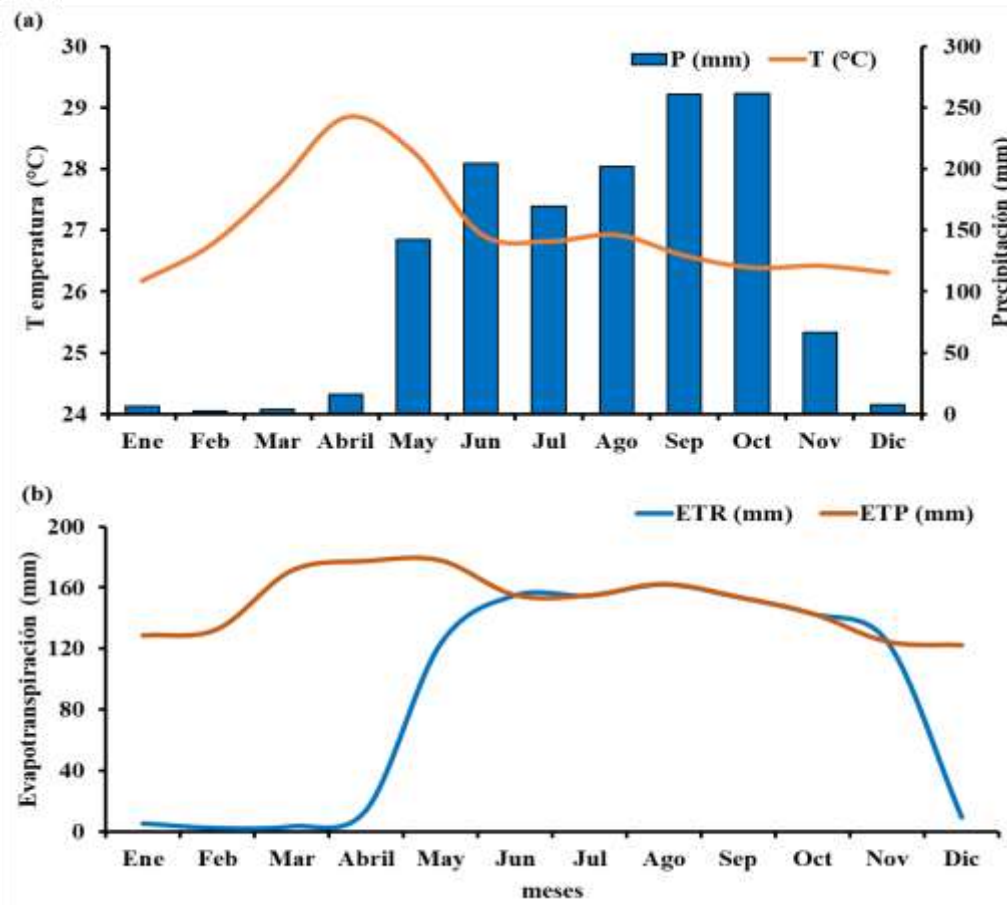 (a)
30
29
28
27
26
25
24
T emperatura (°C)
P (mm) T (°C)
300
250
200
150
100
50
0
Precipitación (mm)
Ene Feb Mar Abril May Jun Jul Ago Sep Oct Nov Dic
(b)
ETR (mm) ETP (mm)
200
160
120
80
40
0
Evapotranspiración (mm)
Ene Feb Mar Abril May Jun Jul Ago Sep Oct Nov Dic
meses